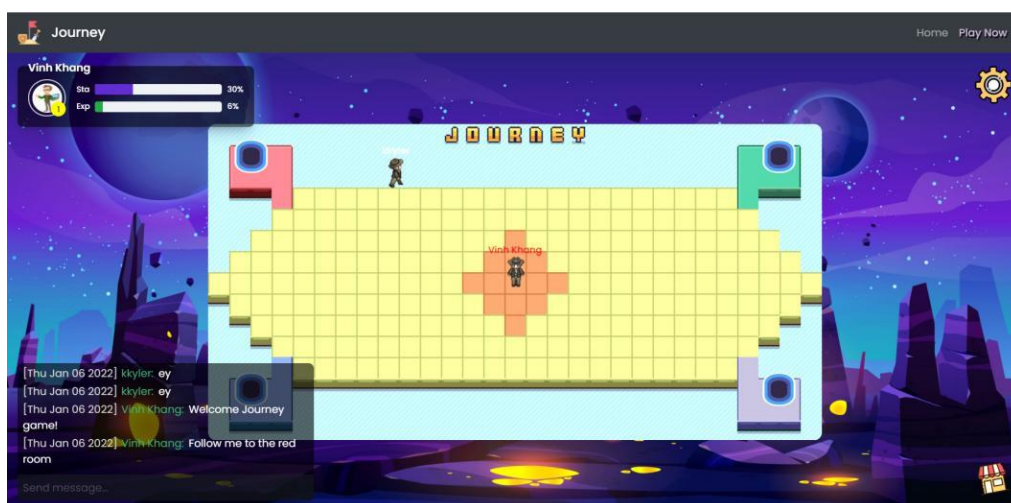 Journey
Home Play Now
Vinh Khang
Sta 30%
1
Exp 6%
JOURNEY
kkyler
Vinh Khang
[Thu Jan 06 2022] kkyler: ey
[Thu Jan 06 2022] kkyler: ey
[Thu Jan 06 2022] Vinh Khang: Welcome Journey
game!
[Thu Jan 06 2022] Vinh Khang: Follow me to the red
room
Send message...